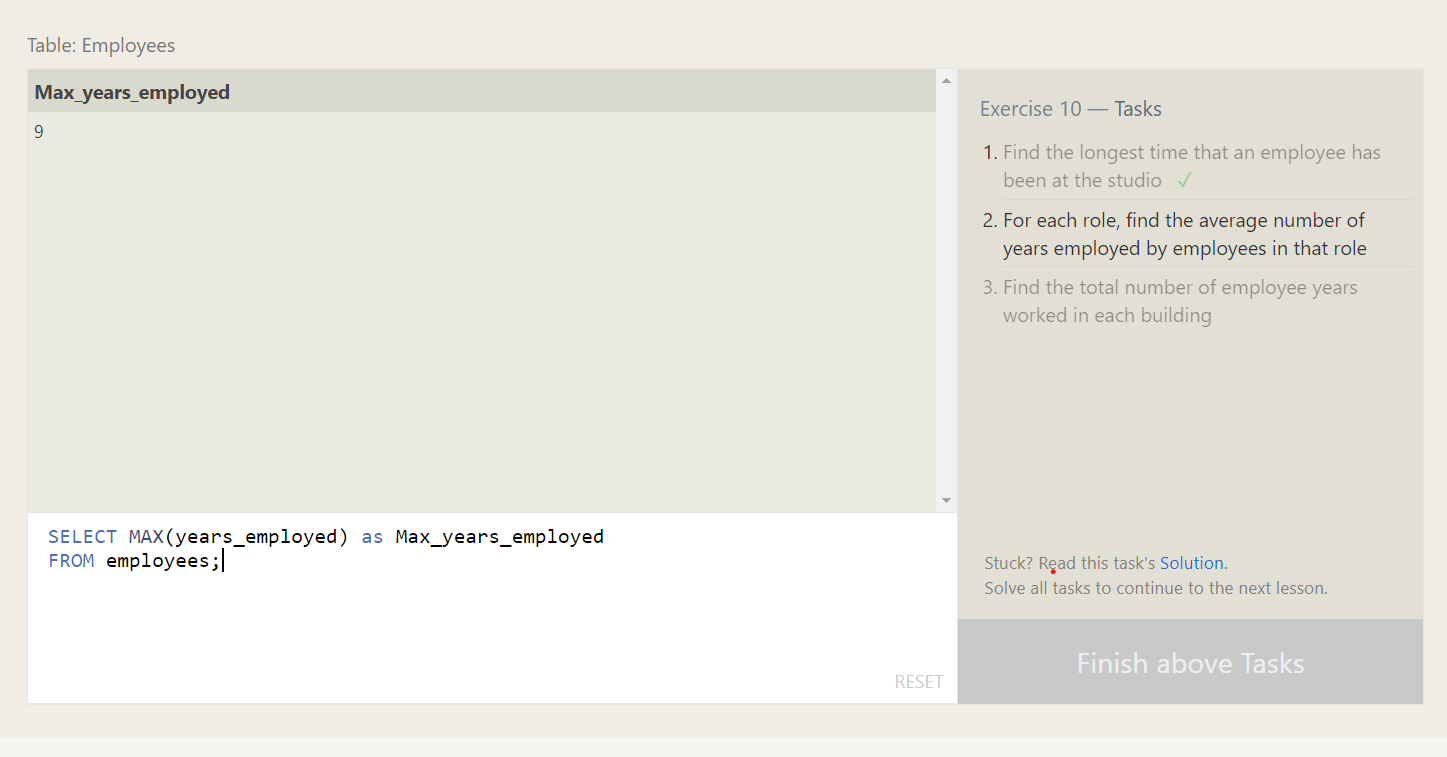 Table: Employees
Max_years_employed
9
SELECT MAX(years_employed) as Max_years_employed
FROM employees;
RESET
Exercise 10 — Tasks
1. Find the longest time that an employee has
been at the studio ✓
2. For each role, find the average number of
years employed by employees in that role
3. Find the total number of employee years
worked in each building
Stuck? Read this task's Solution.
Solve all tasks to continue to the next lesson.
Finish above Tasks